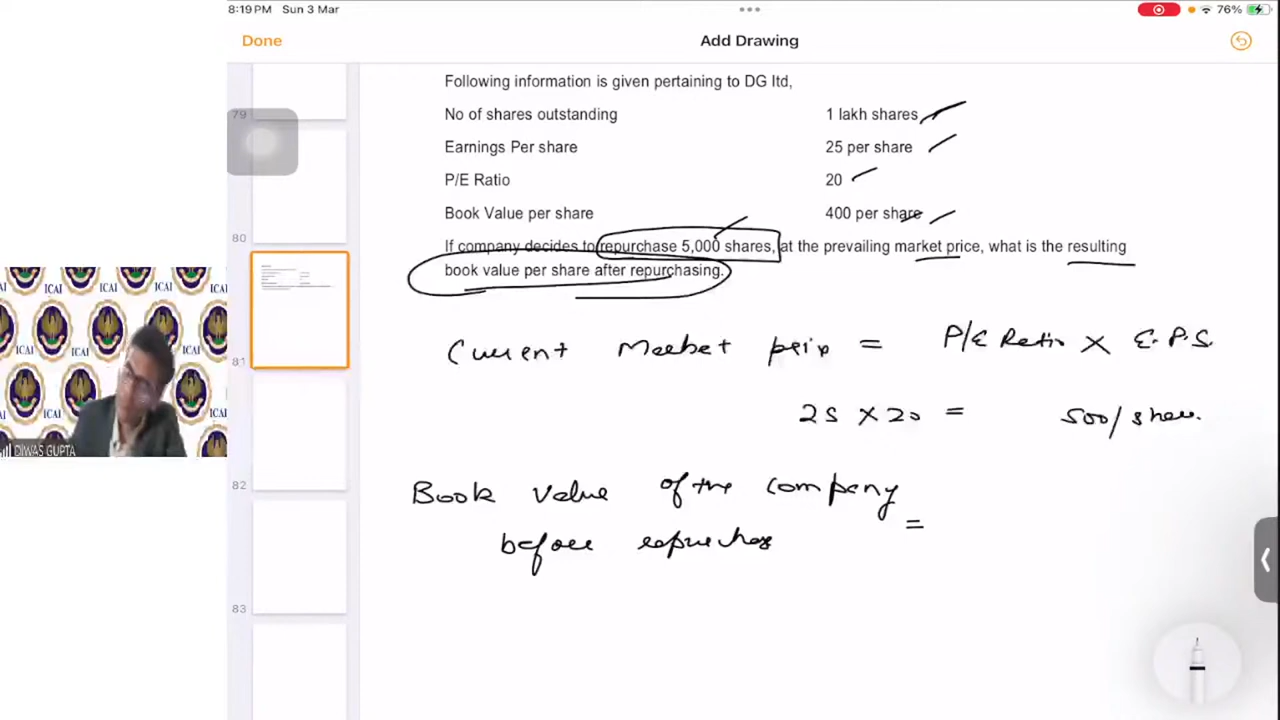 8:19 PM Sun 3 Mar
76%
Done
Add Drawing
Following information is given pertaining to DG ltd,
No of shares outstanding 1 lakh shares
Earnings Per share 25 per share
P/E Ratio 20
Book Value per share 400 per share
If company decides to repurchase 5,000 shares, at the prevailing market price, what is the resulting
book value per share after repurchasing.
Current Market = P/E Ratio X E.P.S.
25 X 20 = 500/share.
Book Value of the company
before =
79
80
81
82
83
ICAI
ICAI
ICAI
ICAI
ICAI
DIWAS GUPTA